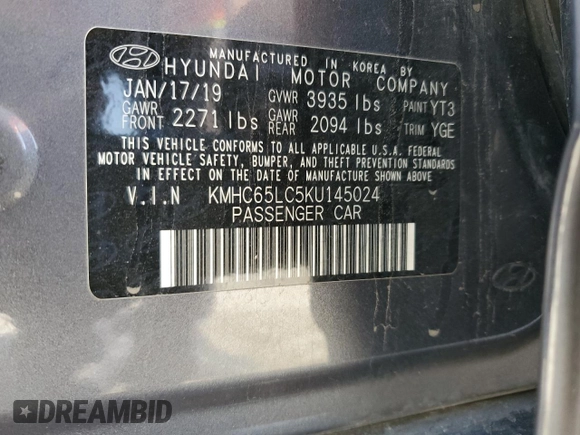 MANUFACTURED IN KOREA BY
HYUNDAI MOTOR COMPANY
JAN/17/19 GVWR 3935 lbs PAINT YT3
GAWR FRONT 2271 lbs GAWR REAR 2094 lbs TRIM YGE
THIS VEHICLE CONFORMS TO ALL APPLICABLE U.S.A. FEDERAL
MOTOR VEHICLE SAFETY, BUMPER, AND THEFT PREVENTION STANDARDS
IN EFFECT ON THE DATE OF MANUFACTURE SHOWN ABOVE
V.I.N KMHC65LC5KU145024
PASSENGER CAR
DREAMBID